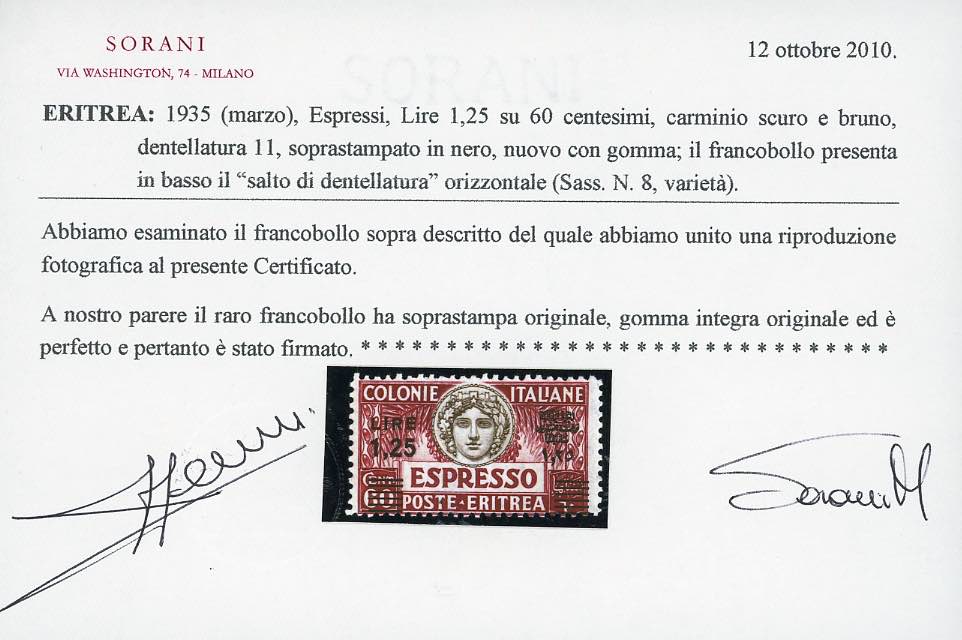 SORANI
VIA WASHINGTON, 74 - MILANO
12 ottobre 2010.
ERITREA: 1935 (marzo), Espressi, Lire 1,25 su 60 centesimi, carminio scuro e bruno,
dentellatura 11, soprastampato in nero, nuovo con gomma; il francobollo presenta
in basso il “salto di dentellatura” orizzontale (Sass. N. 8, varietà).
Abbiamo esaminato il francobollo sopra descritto del quale abbiamo unito una riproduzione
fotografica al presente Certificato.
A nostro parere il raro francobollo ha soprastampa originale, gomma integra originale ed è
perfetto e pertanto è stato firmato. * * * * * * * * * * * * * * * * * * * * * * * * * * * * * * * * * * *
COLONIE ITALIANE
LIRE
1,25
ESPRESSO
60
POSTE·ERITREA
Sorani M